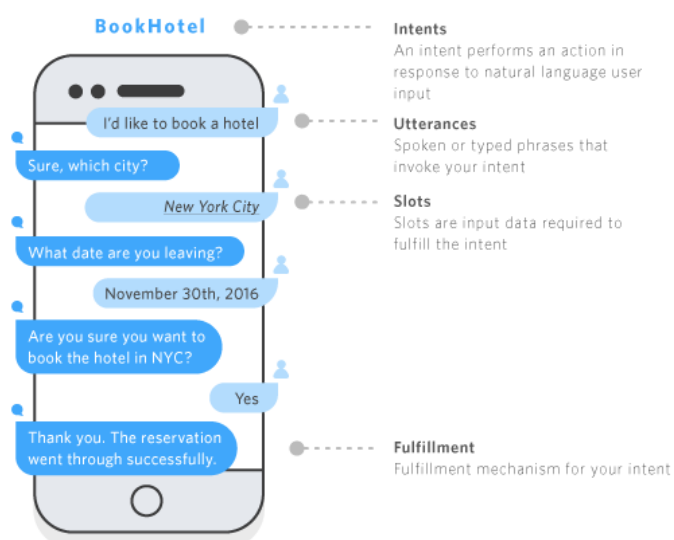 BookHotel
Intents
An intent performs an action in
response to natural language user
input
I'd like to book a hotel
Utterances
Spoken or typed phrases that
invoke your intent
Sure, which city?
New York City
Slots
Slots are input data required to
fulfill the intent
What date are you leaving?
November 30th, 2016
Are you sure you want to
book the hotel in NYC?
Yes
Thank you. The reservation
went through successfully.
Fulfillment
Fulfillment mechanism for your intent